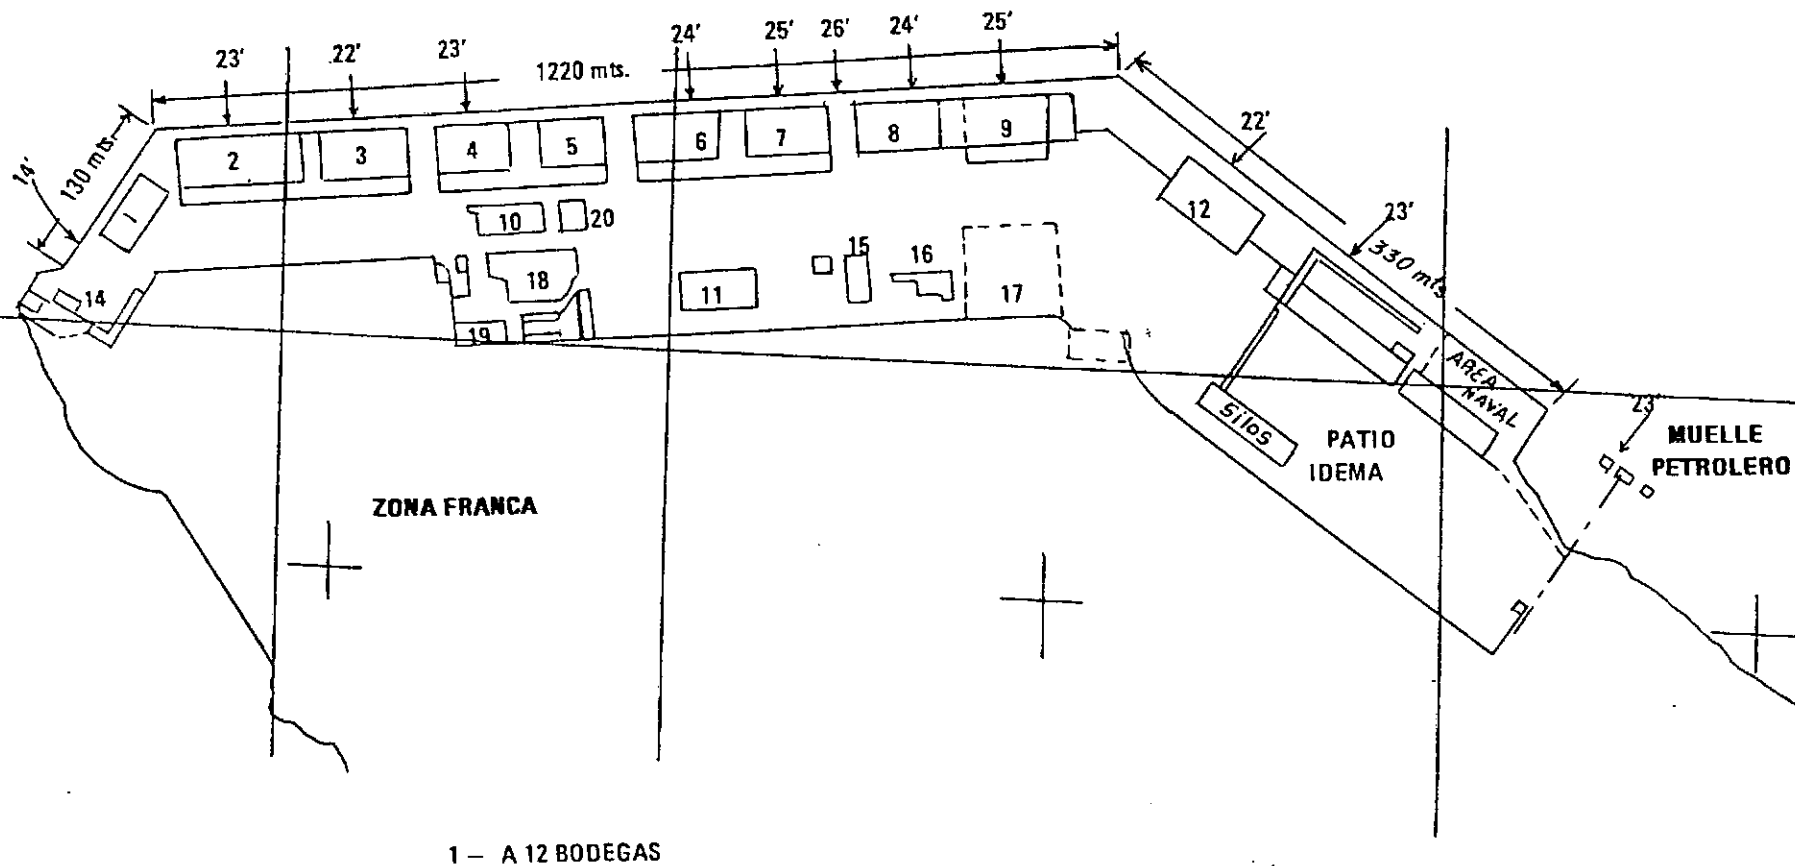 23'
22'
23'
24'
25'
26'
24'
25'
1220 mts.
14'
130 mts.
22'
23'
330 mts
1
2
3
4
5
6
7
8
9
10
20
12
14
18
11
15
16
17
19
AREA
NAVAL
Silos
PATIO
IDEMA
23'
MUELLE
PETROLERO
ZONA FRANCA
1 – A 12 BODEGAS